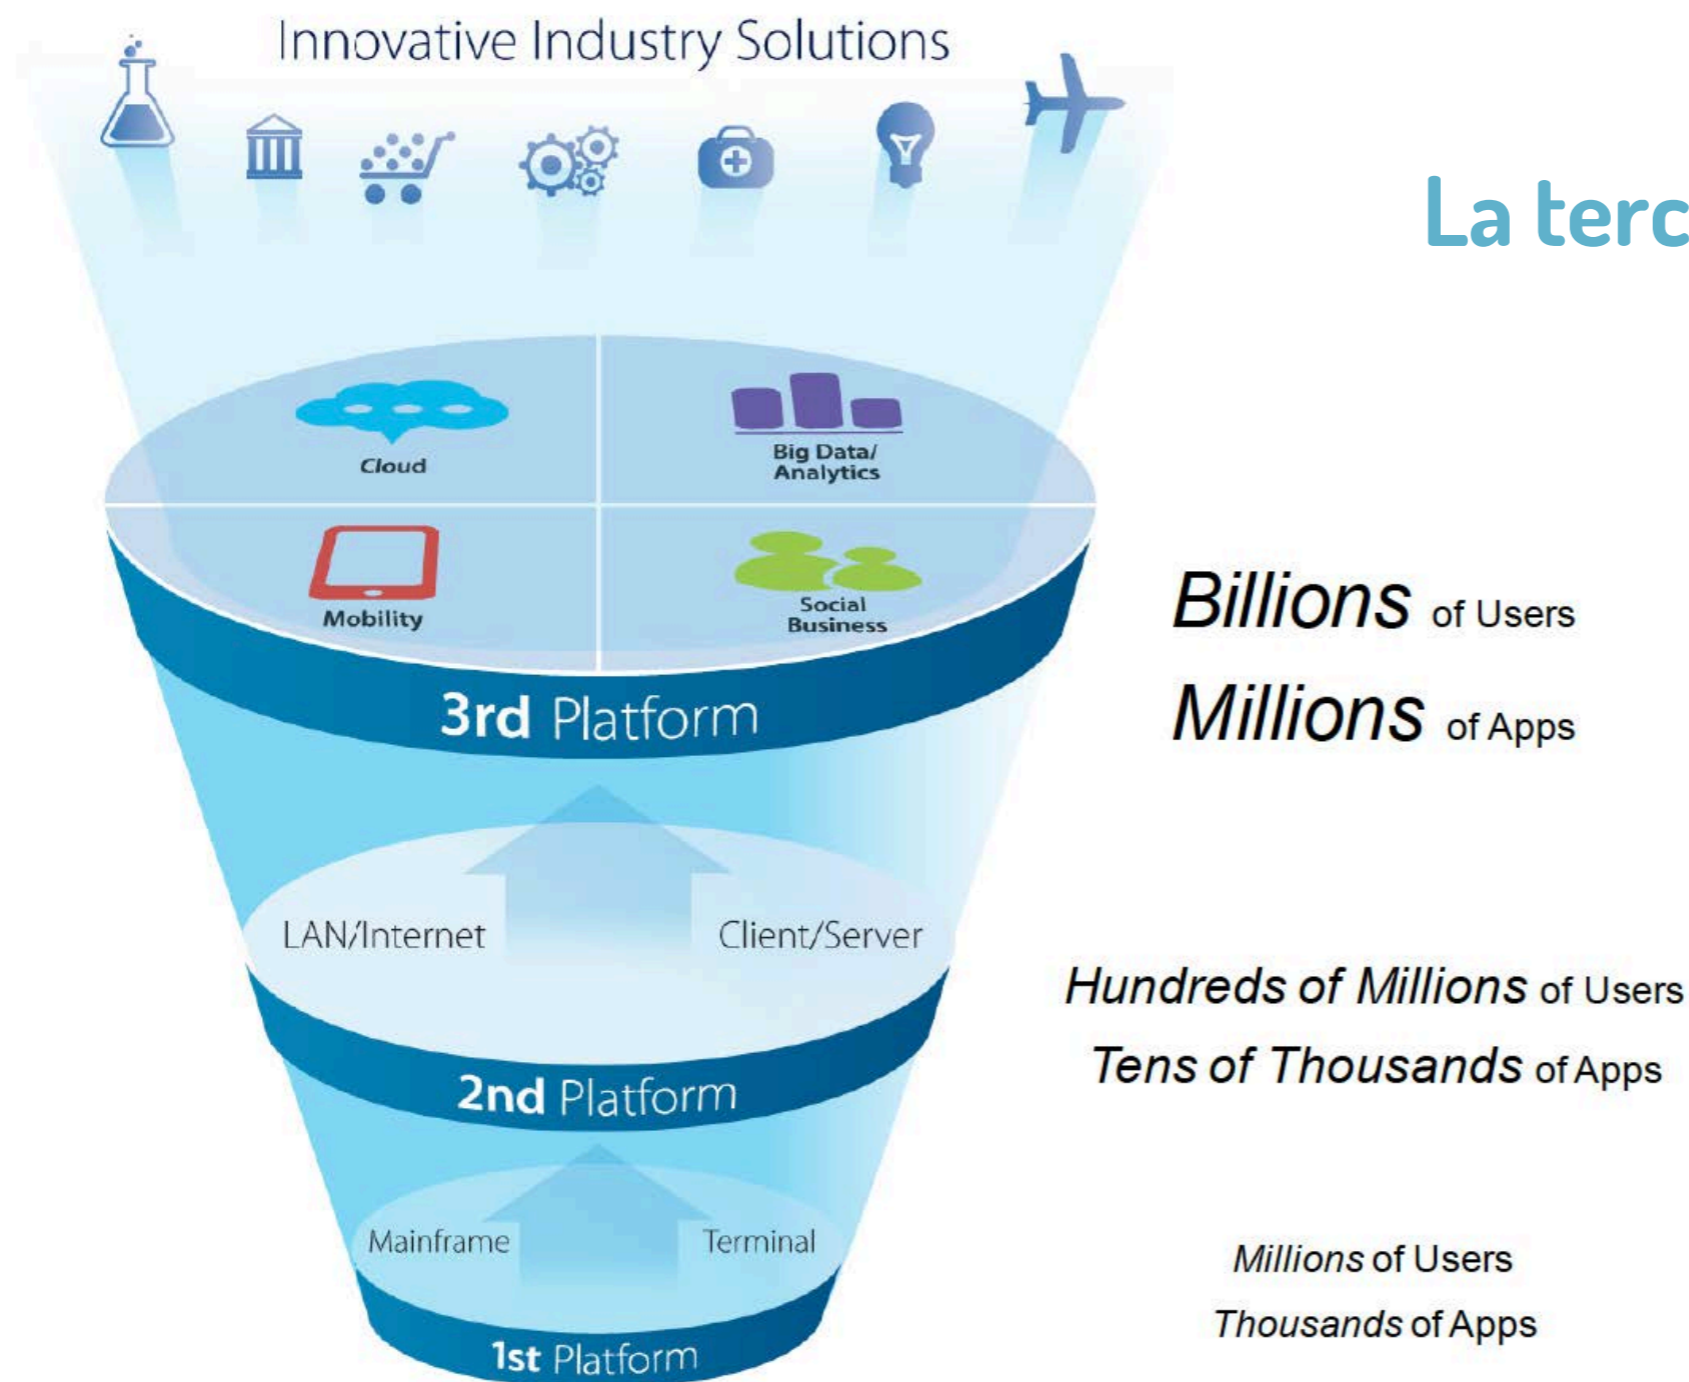 Innovative Industry Solutions
La terc
Cloud
Big Data/
Analytics
Mobility
Social
Business
3rd Platform
Billions of Users
Millions of Apps
LAN/Internet
Client/Server
2nd Platform
Hundreds of Millions of Users
Tens of Thousands of Apps
Mainframe
Terminal
1st Platform
Millions of Users
Thousands of Apps